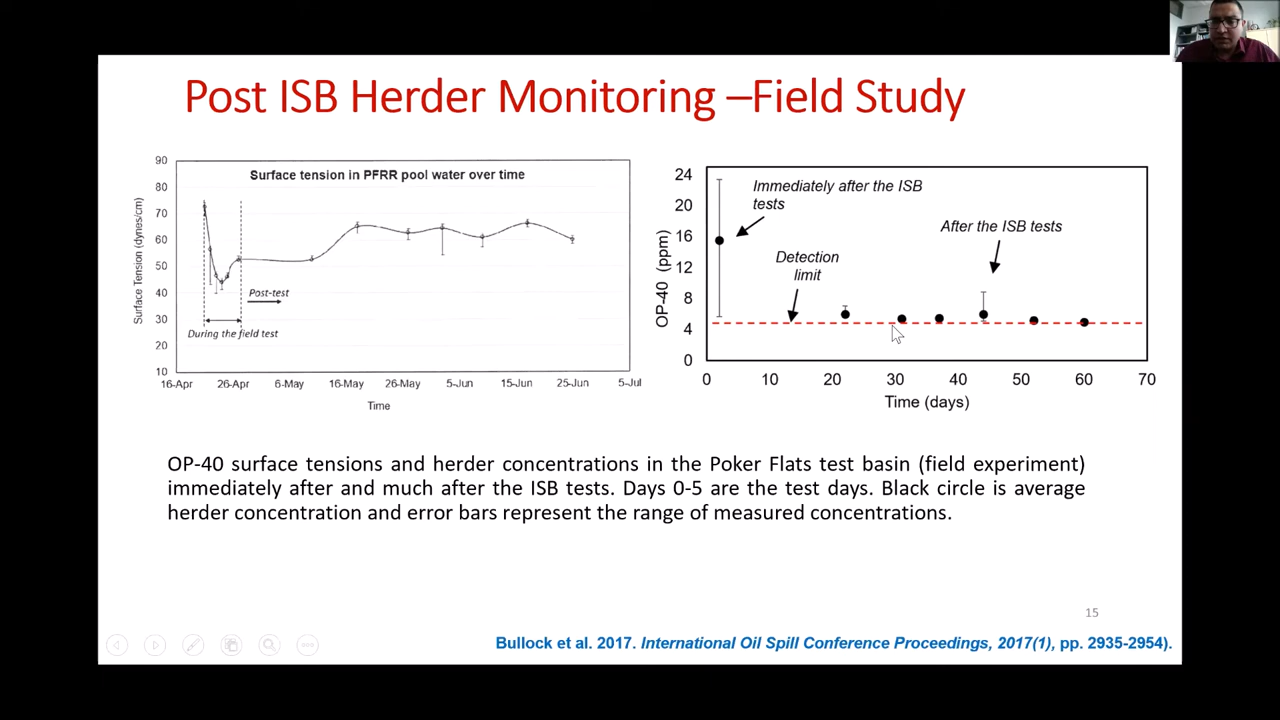 Post ISB Herder Monitoring –Field Study
Surface tension in PFRR pool water over time
Surface Tension (dynes/cm)
90
80
70
60
50
40
30
20
10
Post-test
During the field test
16-Apr 26-Apr 6-May 16-May 26-May 5-Jun 15-Jun 25-Jun 5-Jul
Time
OP-40 (ppm)
24
20
16
12
8
4
0
Immediately after the ISB
tests
After the ISB tests
Detection
limit
0 10 20 30 40 50 60 70
Time (days)
OP-40 surface tensions and herder concentrations in the Poker Flats test basin (field experiment)
immediately after and much after the ISB tests. Days 0-5 are the test days. Black circle is average
herder concentration and error bars represent the range of measured concentrations.
15
Bullock et al. 2017. International Oil Spill Conference Proceedings, 2017(1), pp. 2935-2954).